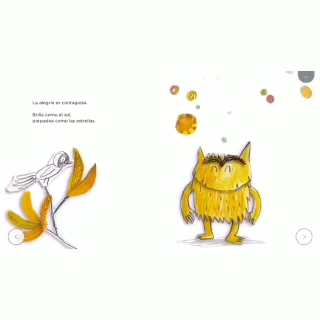 La alegría es contagiosa.
Brilla como el sol,
parpadea como las estrellas.